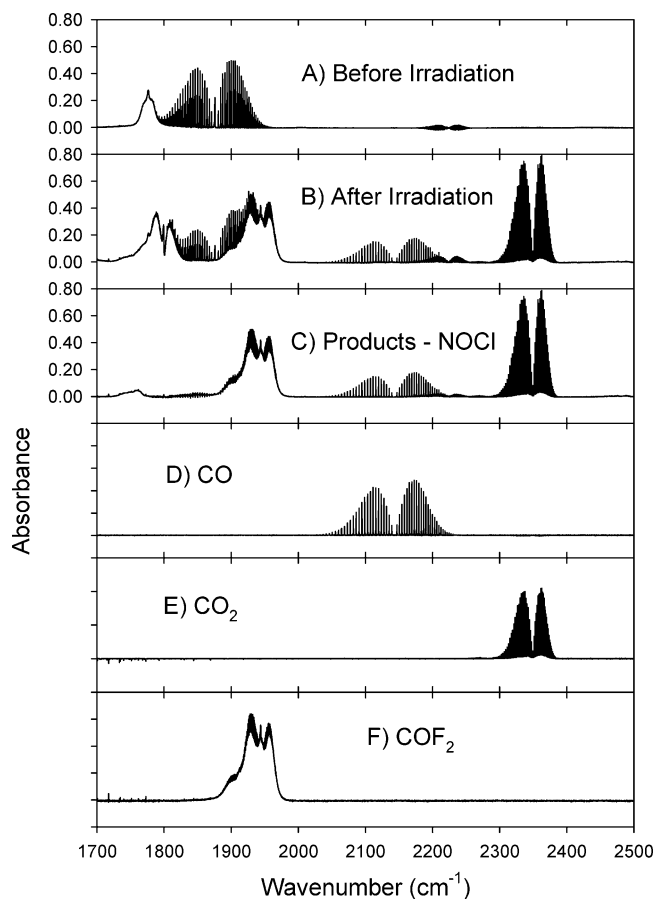 0.80
0.60
0.40
0.20
0.00
A) Before Irradiation
0.80
0.60
0.40
0.20
0.00
B) After Irradiation
0.80
0.60
0.40
0.20
0.00
C) Products - NOCl
D) CO
E) CO2
F) COF2
Absorbance
1700 1800 1900 2000 2100 2200 2300 2400 2500
Wavenumber (cm-1)